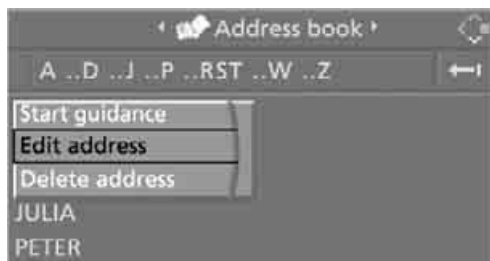 Address book
A ..D ..J ..P ..RST ..W ..Z
Start guidance
Edit address
Delete address
JULIA
PETER